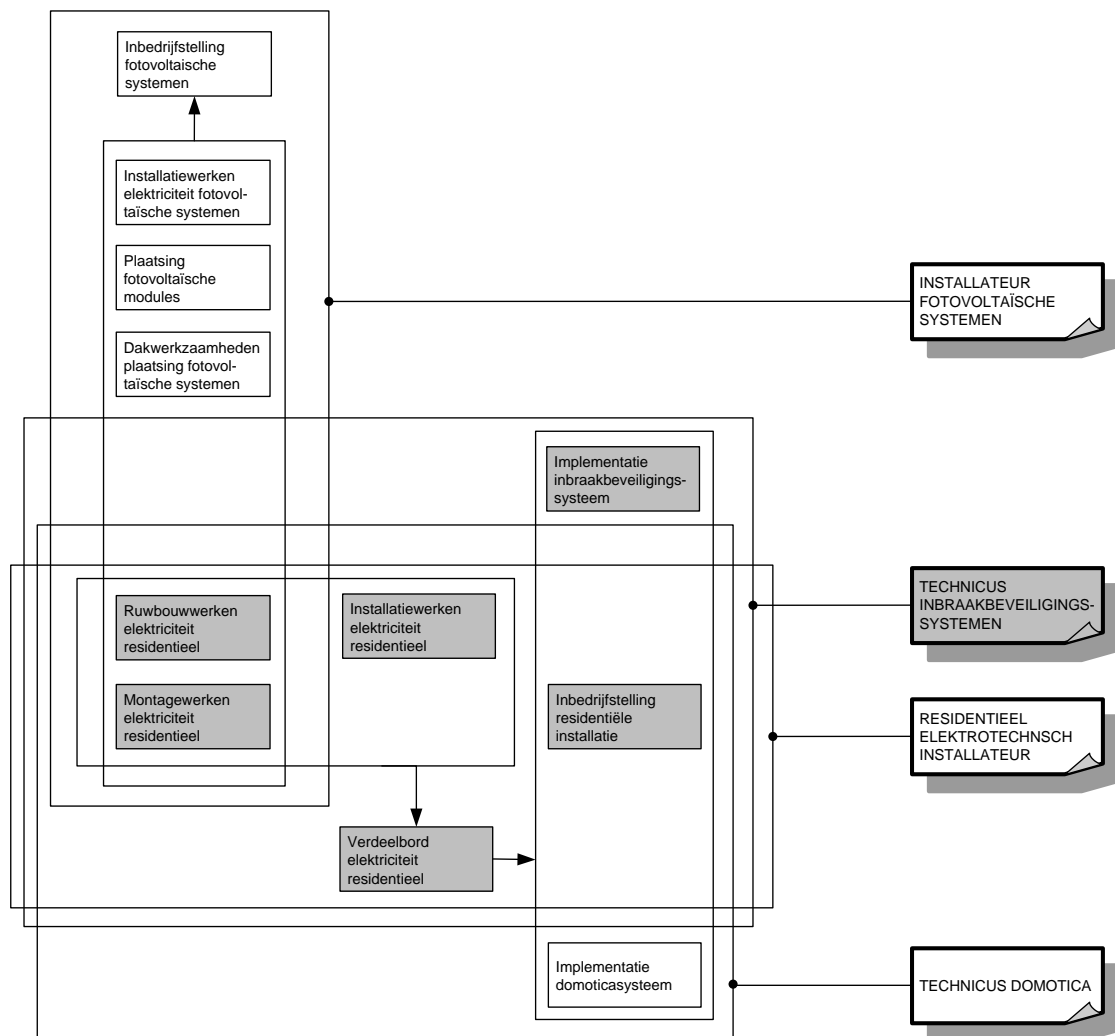 Inbedrijfstelling
fotovoltaische
systemen
Installatiewerken
elektriciteit fotovol-
taïsche systemen
Plaatsing
fotovoltaïsche
modules
Dakwerkzaamheden
plaatsing fotovol-
taïsche systemen
INSTALLATEUR
FOTOVOLTAÏSCHE
SYSTEMEN
Implementatie
inbraakbeveiligings-
systeem
Ruwbouwwerken
elektriciteit
residentieel
Installatiewerken
elektriciteit
residentieel
TECHNICUS
INBRAAKBEVEILIGINGS-
SYSTEMEN
Montagewerken
elektriciteit
residentieel
Inbedrijfstelling
residentiële
installatie
RESIDENTIEEL
ELEKTROTECHNSCH
INSTALLATEUR
Verdeelbord
elektriciteit
residentieel
Implementatie
domoticasysteem
TECHNICUS DOMOTICA